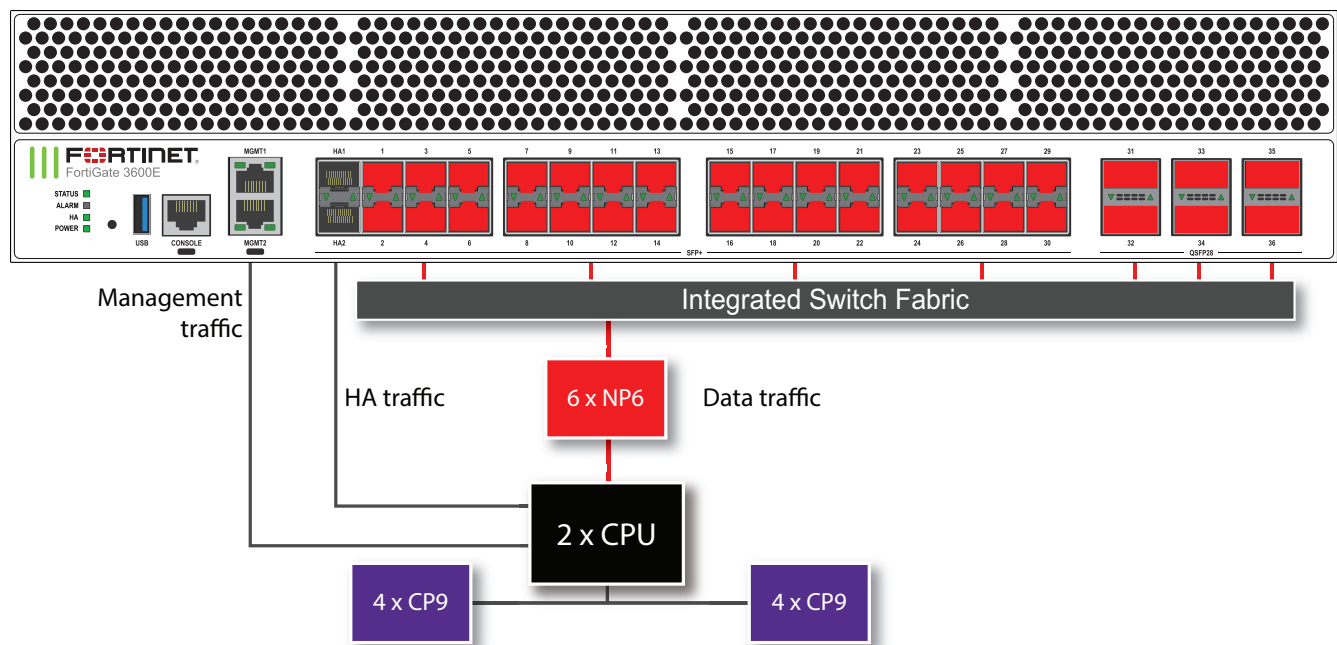 FORTINET.
FortiGate 3600E
STATUS
ALARM
HA
POWER
USB
CONSOLE
MGMT1
MGMT2
HA1 1 3 5 7 9 11 13 15 17 19 21 23 25 27 29 31 33 35
HA2 2 4 6 8 10 12 14 16 18 20 22 24 26 28 30 32 34 36
SFP+ QSFP28
Management
traffic
Integrated Switch Fabric
HA traffic
6 x NP6
Data traffic
2 x CPU
4 x CP9
4 x CP9